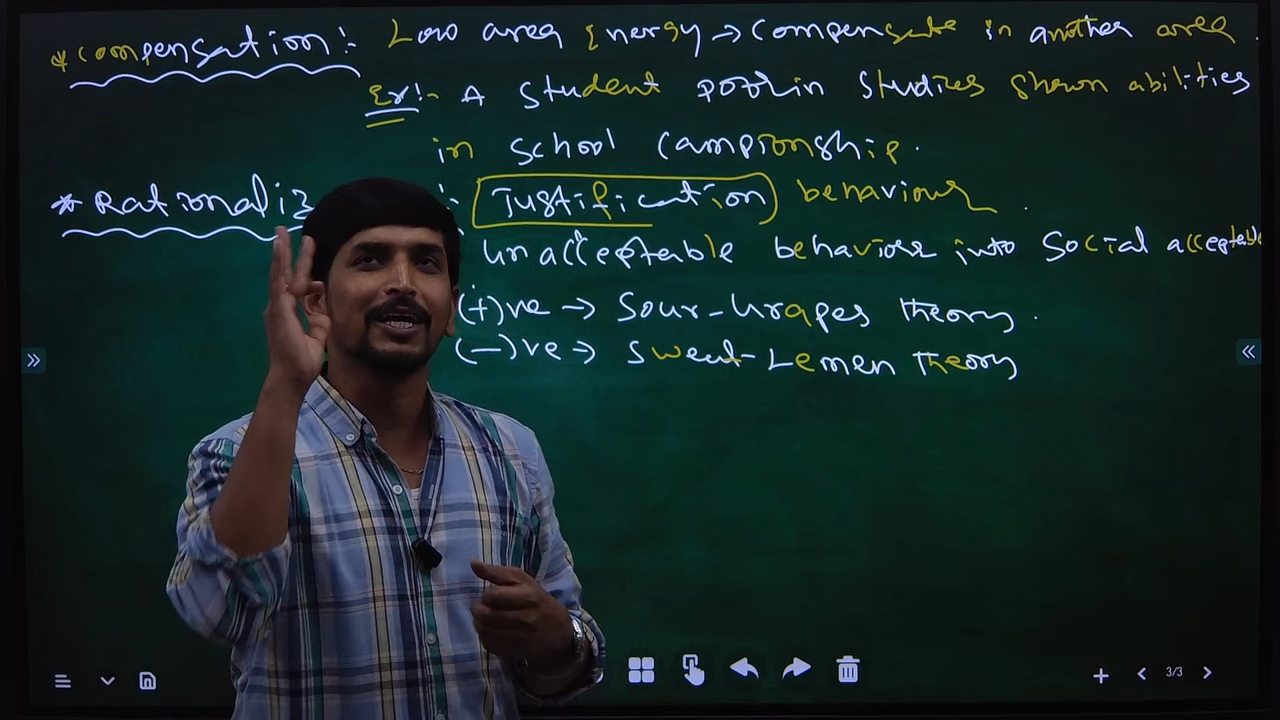 * Compensation :- Low area Energy → Compensate in another area.
Ex:- A Student poor in Studies shown abilities
in school campionship.
* Rationaliz :- Justification behaviour.
unacceptable behaviour into Social acceptable
(+)ve → Sour-Grapes theory.
(-)ve → Sweet-Lemen theory
3/3